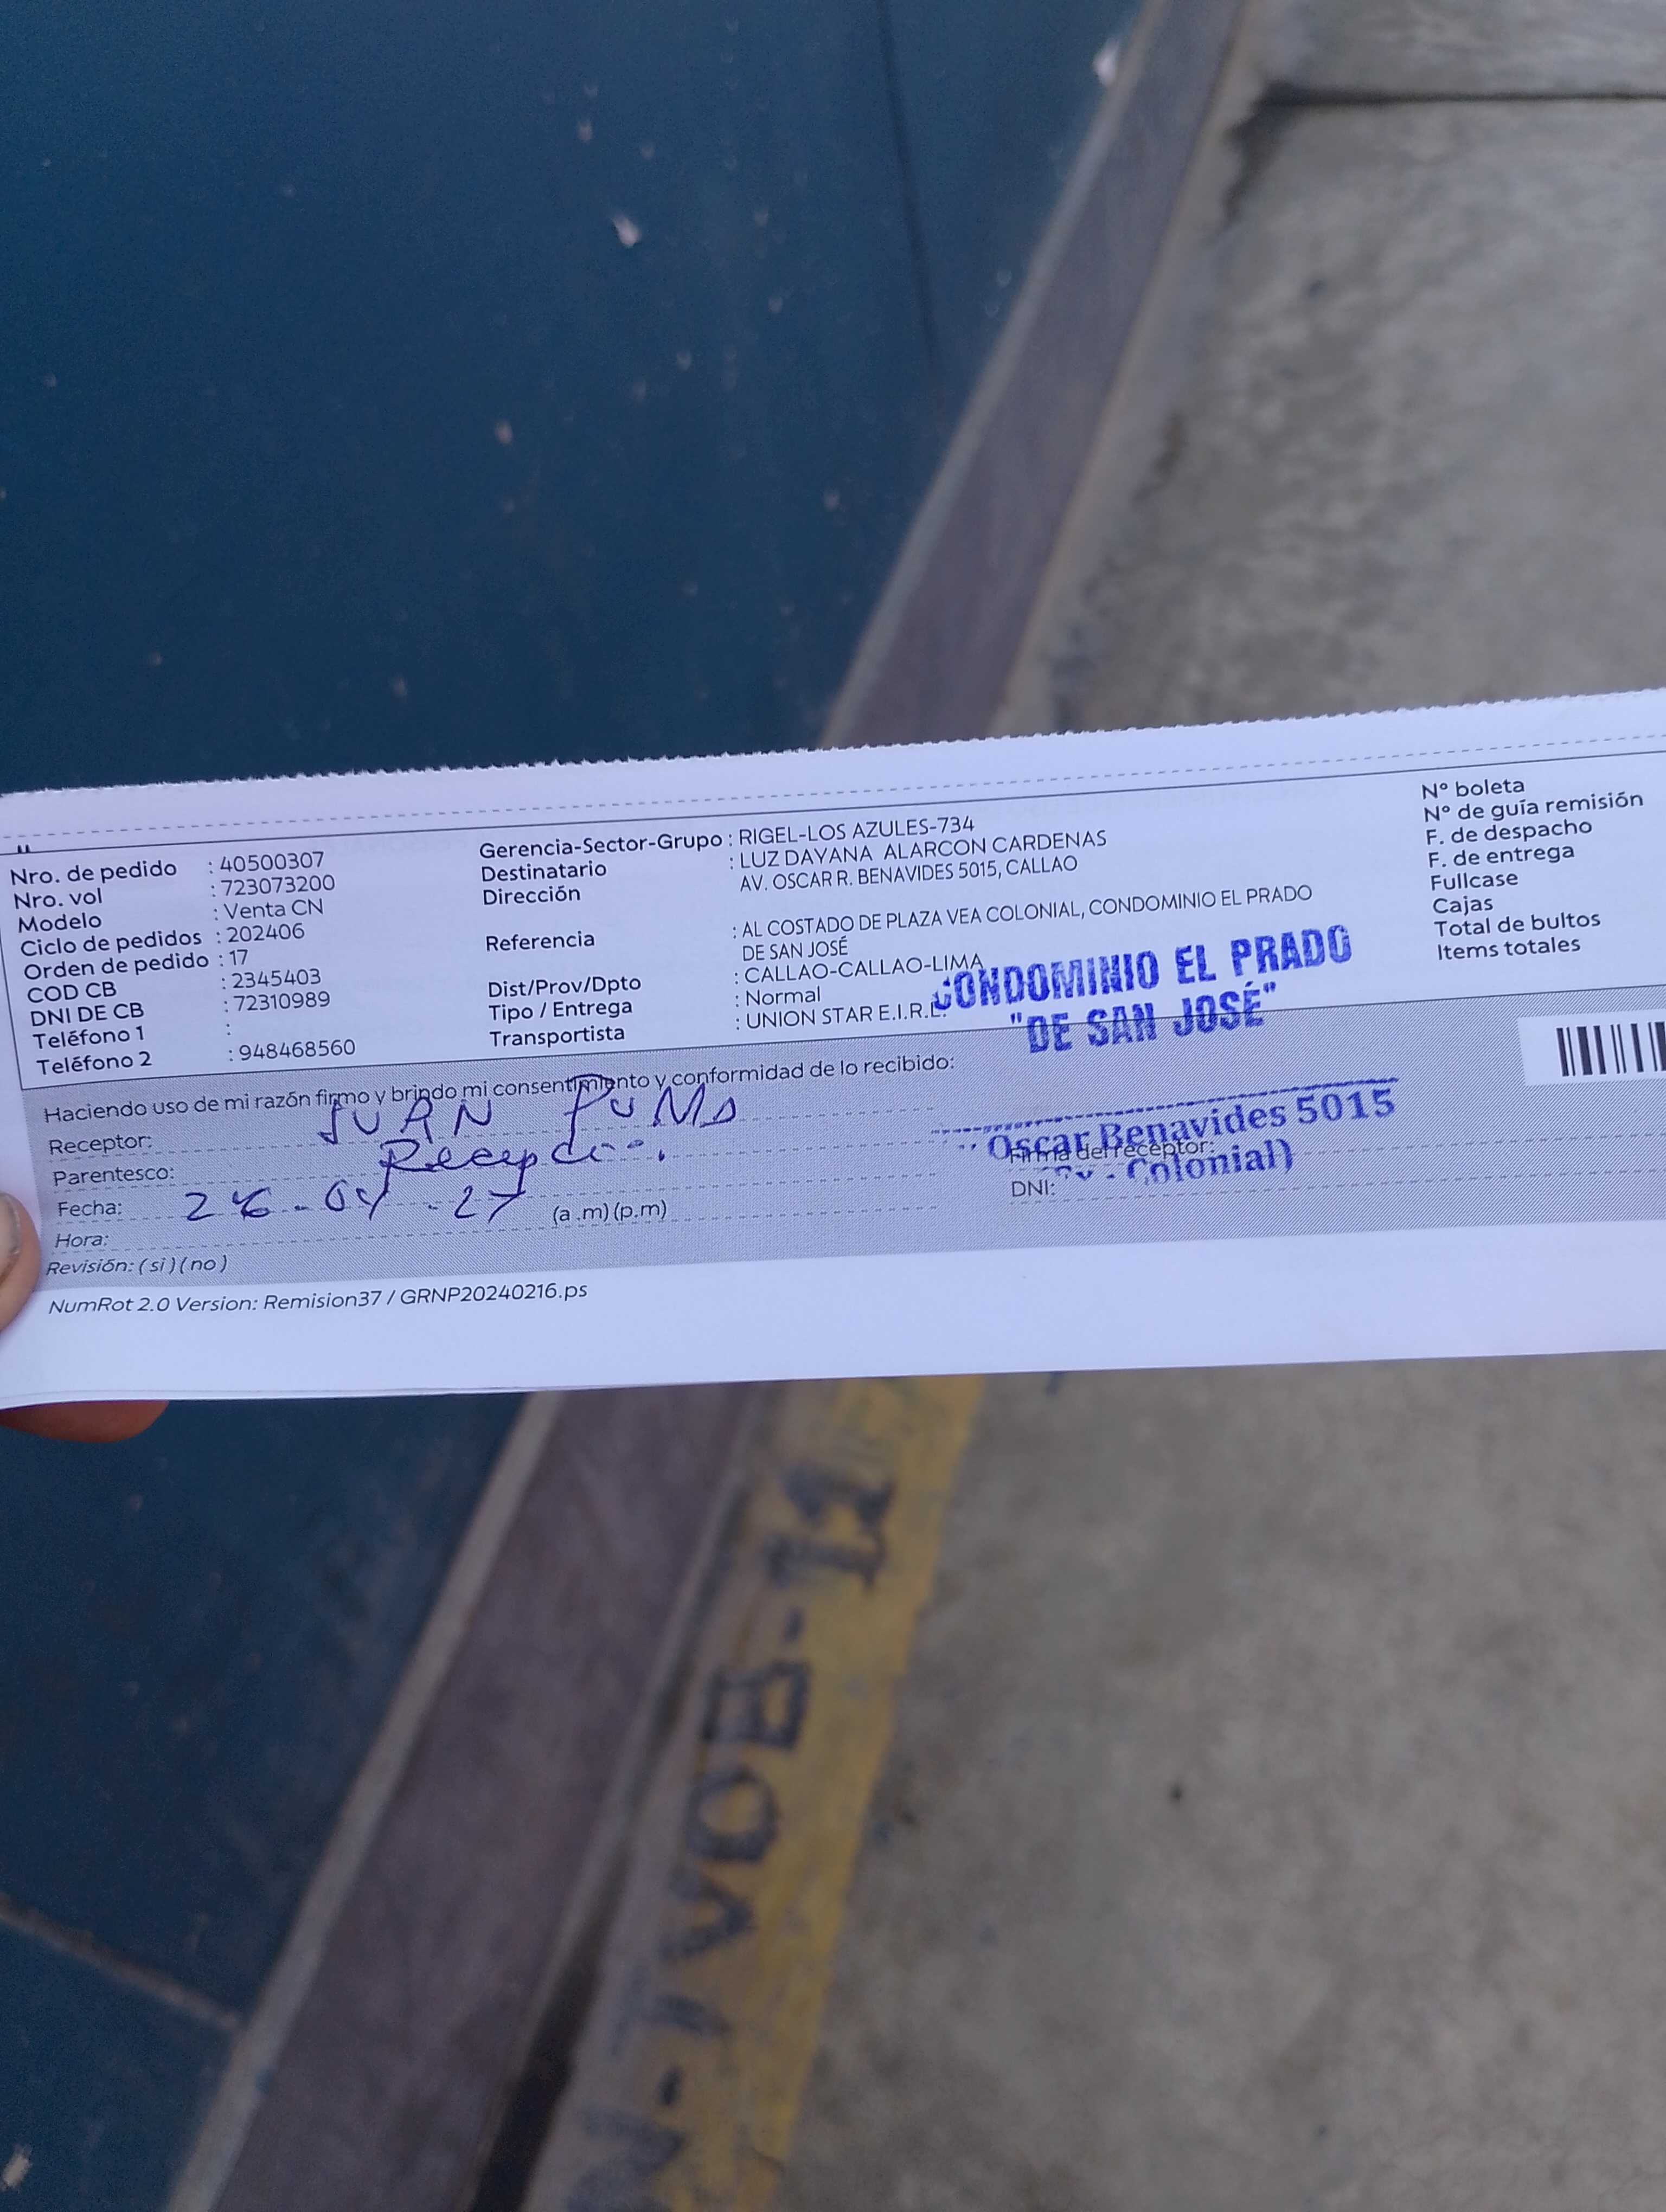 Nro. de pedido : 40500307
Nro. vol : 723073200
Modelo : Venta CN
Ciclo de pedidos : 202406
Orden de pedido : 17
COD CB : 2345403
DNI DE CB : 72310989
Teléfono 1 :
Teléfono 2 : 948468560
Gerencia-Sector-Grupo : RIGEL-LOS AZULES-734
Destinatario : LUZ DAYANA ALARCON CARDENAS
Dirección AV. OSCAR R. BENAVIDES 5015, CALLAO
Referencia : AL COSTADO DE PLAZA VEA COLONIAL, CONDOMINIO EL PRADO
DE SAN JOSÉ
Dist/Prov/Dpto : CALLAO-CALLAO-LIMA
Tipo / Entrega : Normal
Transportista : UNION STAR E.I.R.L.
N° boleta
N° de guía remisión
F. de despacho
F. de entrega
Fullcase
Cajas
Total de bultos
Items totales
CONDOMINIO EL PRADO
"DE SAN JOSÉ"
Oscar Benavides 5015
Colonial)
Haciendo uso de mi razón firmo y brindo mi consentimiento y conformidad de lo recibido:
Receptor: JUAN PUMA
Parentesco:
Fecha:
Hora: (a .m) (p.m)
Revisión: ( si ) ( no )
Firma del receptor:
DNI:
NumRot 2.0 Version: Remision37 / GRNP20240216.ps